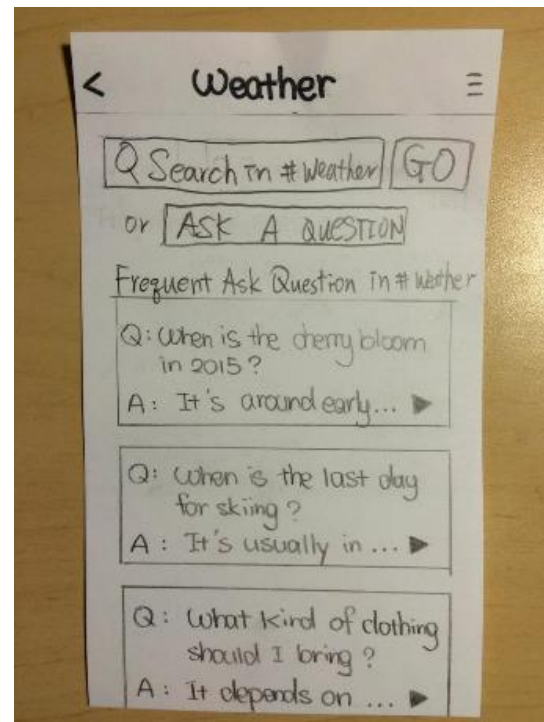 < Weather
Search in # Weather GO
or ASK A QUESTION
Frequent Ask Question in # Weather
Q: When is the cherry bloom
in 2015?
A: It's around early...
Q: When is the last day
for skiing?
A: It's usually in ...
Q: What kind of clothing
should I bring?
A: It depends on ...